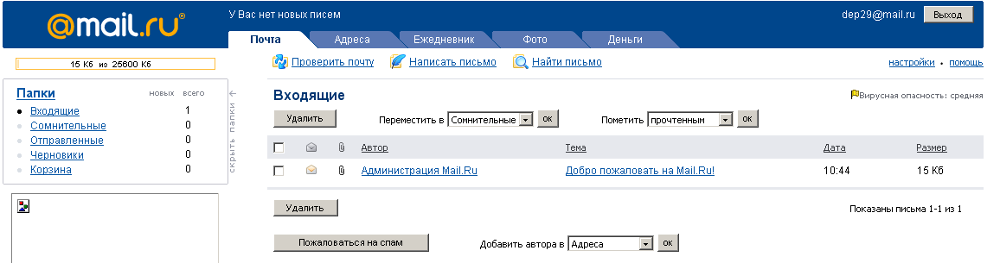 @mail.ru®
У Вас нет новых писем
dep29@mail.ru Выход
Почта Адреса Ежедневник Фото Деньги
15 Кб из 25600 Кб
Проверить почту Написать письмо Найти письмо
настройки • помощь
Папки новых всего
Входящие 1
Сомнительные 0
Отправленные 0
Черновики 0
Корзина 0
скрыть папки
Входящие
Вирусная опасность: средняя
Удалить Переместить в Сомнительные ок Пометить прочтенным ок
Автор Тема Дата Размер
Администрация Mail.Ru Добро пожаловать на Mail.Ru! 10:44 15 Кб
Удалить
Показаны письма 1-1 из 1
Пожаловаться на спам Добавить автора в Адреса ок